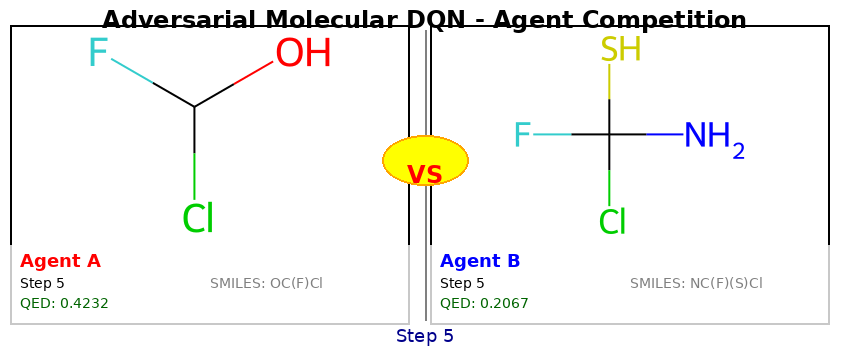 Adversarial Molecular DQN - Agent Competition
F
OH
Cl
Agent A
Step 5
SMILES: OC(F)Cl
QED: 0.4232
VS
SH
F
NH2
Cl
Agent B
Step 5
SMILES: NC(F)(S)Cl
QED: 0.2067
Step 5